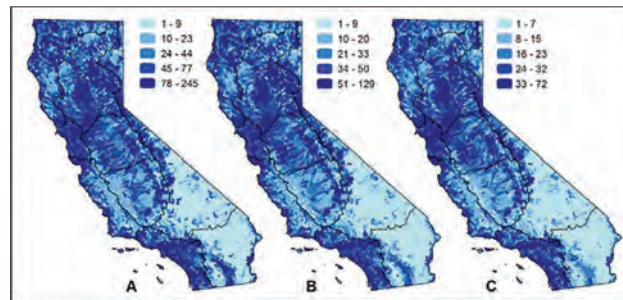 1 - 9
10 - 23
24 - 44
45 - 77
78 - 245
A
1 - 9
10 - 20
21 - 33
34 - 50
51 - 129
B
1 - 7
8 - 15
16 - 23
24 - 32
33 - 72
C